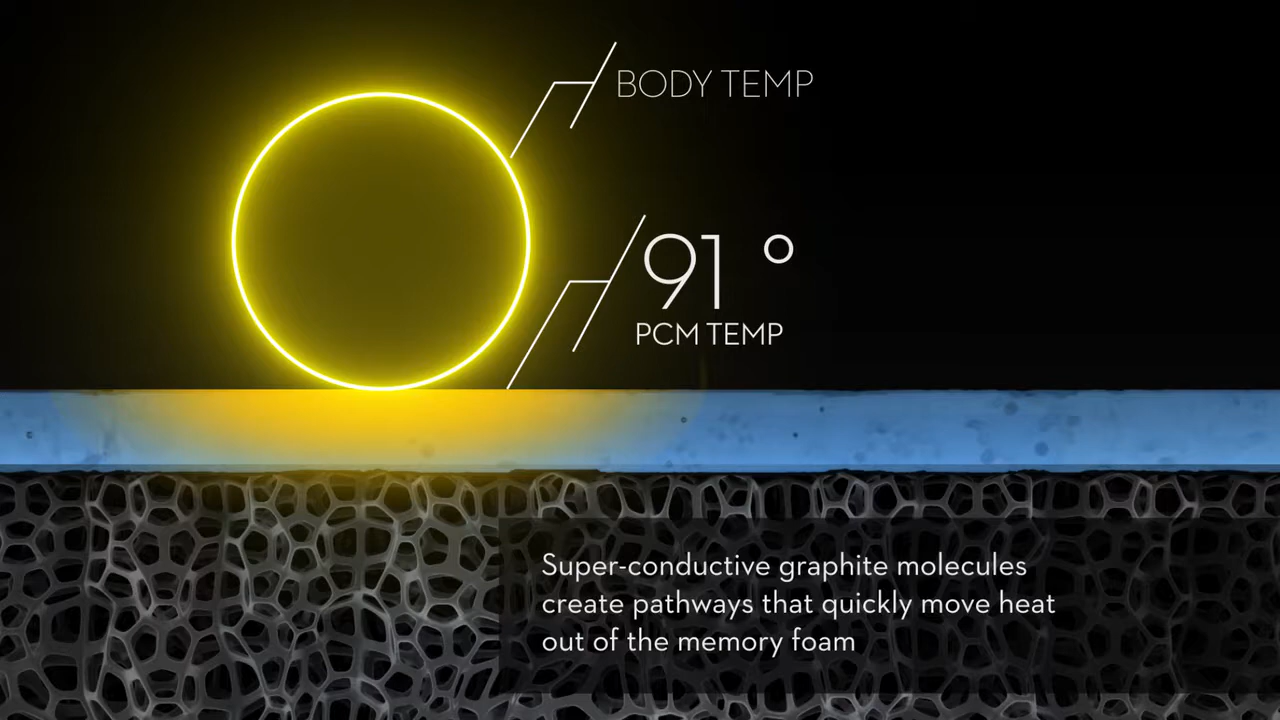 BODY TEMP
91 °
PCM TEMP
Super-conductive graphite molecules
create pathways that quickly move heat
out of the memory foam